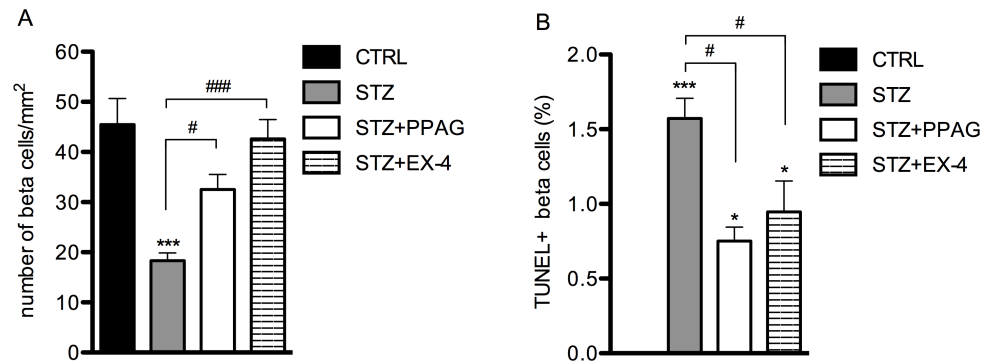 A
number of beta cells/mm²
60
50
40
30
20
10
0
***
#
###
CTRL
STZ
STZ+PPAG
STZ+EX-4
B
TUNEL+ beta cells (%)
2.0
1.5
1.0
0.5
0.0
***
*
*
#
#
CTRL
STZ
STZ+PPAG
STZ+EX-4